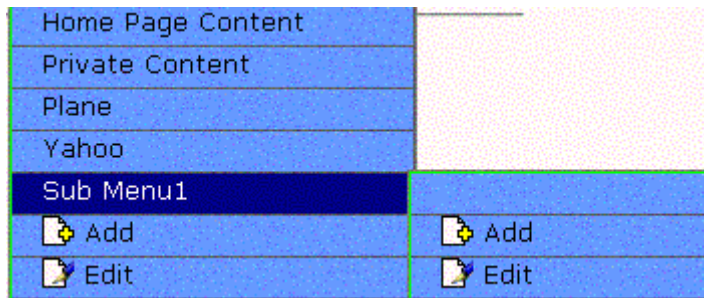 Home Page Content
Private Content
Plane
Yahoo
Sub Menu1
Add
Edit
Add
Edit